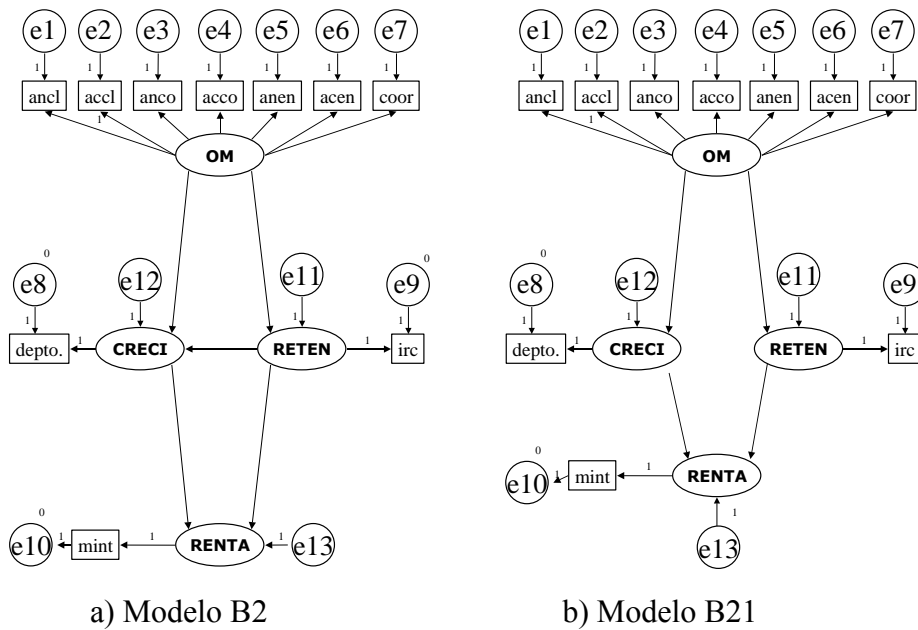 e1 e2 e3 e4 e5 e6 e7
1 1 1 1 1 1 1
ancl accl anco acco anen acen coor
1
OM
0 0
e8 e12 e11 e9
1 1 1 1
depto. 1 CRECI RETEN 1 irc
0
e10 1 mint 1 RENTA e13
a) Modelo B2
e1 e2 e3 e4 e5 e6 e7
1 1 1 1 1 1 1
ancl accl anco acco anen acen coor
1
OM
0 0
e8 e12 e11 e9
1 1 1 1
depto. 1 CRECI RETEN 1 irc
0
e10 1 mint 1 RENTA
1
e13
b) Modelo B21